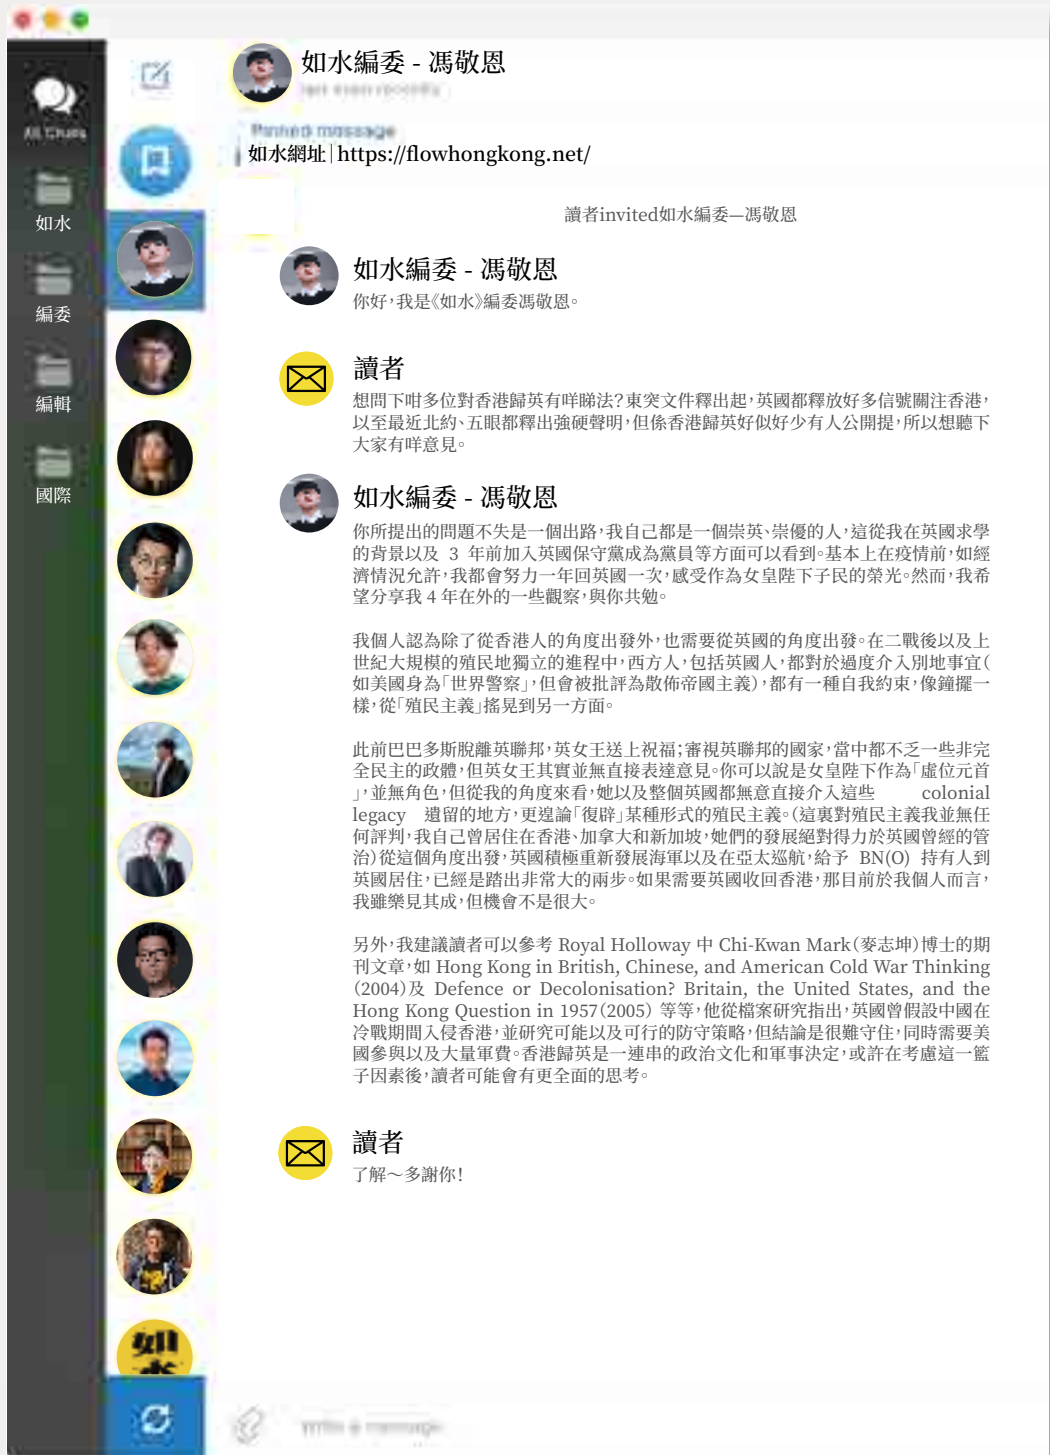 如水編委 - 馮敬恩
last seen recently
Pinned message
如水網址|https://flowhongkong.net/
All Chats
如水
編委
編輯
國際
讀者invited如水編委—馮敬恩
如水編委 - 馮敬恩
你好，我是《如水》編委馮敬恩。
讀者
想問下咁多位對香港歸英有咩睇法？東突文件釋出起，英國都釋放好多信號關注香港，
以至最近北約、五眼都釋出強硬聲明，但係香港歸英好似好少有人公開提，所以想聽下
大家有咩意見。
如水編委 - 馮敬恩
你所提出的問題不失是一個出路，我自己都是一個崇英、崇優的人，這從我在英國求學
的背景以及 3 年前加入英國保守黨成為黨員等方面可以看到。基本上在疫情前，如經
濟情況允許，我都會努力一年回英國一次，感受作為女皇陛下子民的榮光。然而，我希
望分享我 4 年在外的一些觀察，與你共勉。
我個人認為除了從香港人的角度出發外，也需要從英國的角度出發。在二戰後以及上
世紀大規模的殖民地獨立的進程中，西方人，包括英國人，都對於過度介入別地事宜（
如美國身為「世界警察」，但會被批評為散佈帝國主義），都有一種自我約束，像鐘擺一
樣，從「殖民主義」搖晃到另一方面。
此前巴巴多斯脫離英聯邦，英女王送上祝福；審視英聯邦的國家，當中都不乏一些非完
全民主的政體，但英女王其實並無直接表達意見。你可以說是女皇陛下作為「虛位元首
」，並無角色，但從我的角度來看，她以及整個英國都無意直接介入這些 colonial
legacy 遺留的地方，更遑論「復辟」某種形式的殖民主義。（這裏對殖民主義我並無任
何評判，我自己曾居住在香港、加拿大和新加坡，她們的發展絕對得力於英國曾經的管
治）從這個角度出發，英國積極重新發展海軍以及在亞太巡航，給予 BN(O) 持有人到
英國居住，已經是踏出非常大的兩步。如果需要英國收回香港，那目前於我個人而言，
我雖樂見其成，但機會不是很大。
另外，我建議讀者可以參考 Royal Holloway 中 Chi-Kwan Mark（麥志坤）博士的期
刊文章，如 Hong Kong in British, Chinese, and American Cold War Thinking
（2004）及 Defence or Decolonisation? Britain, the United States, and the
Hong Kong Question in 1957（2005） 等等，他從檔案研究指出，英國曾假設中國在
冷戰期間入侵香港，並研究可能以及可行的防守策略，但結論是很難守住，同時需要美
國參與以及大量軍費。香港歸英是一連串的政治文化和軍事決定，或許在考慮這一籃
子因素後，讀者可能會有更全面的思考。
讀者
了解～多謝你！
如水
Write a message